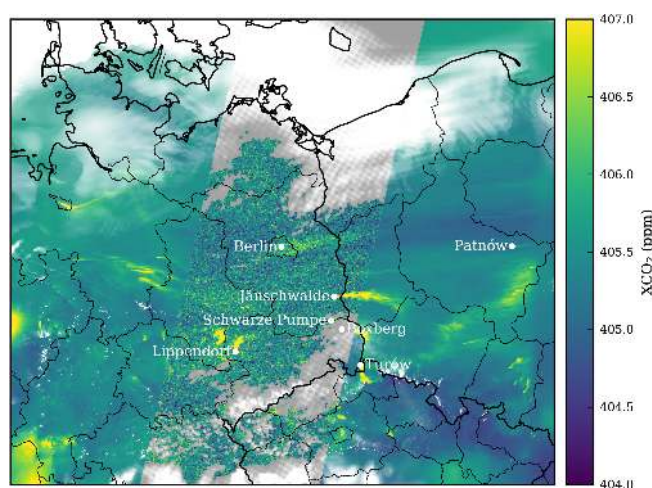 407.0
406.5
406.0
405.5
405.0
404.5
404.0
XCO₂ (ppm)
Berlin
Patnów
Jänschwalde
Schwarze Pumpe
Boxberg
Lippendorf
Turów